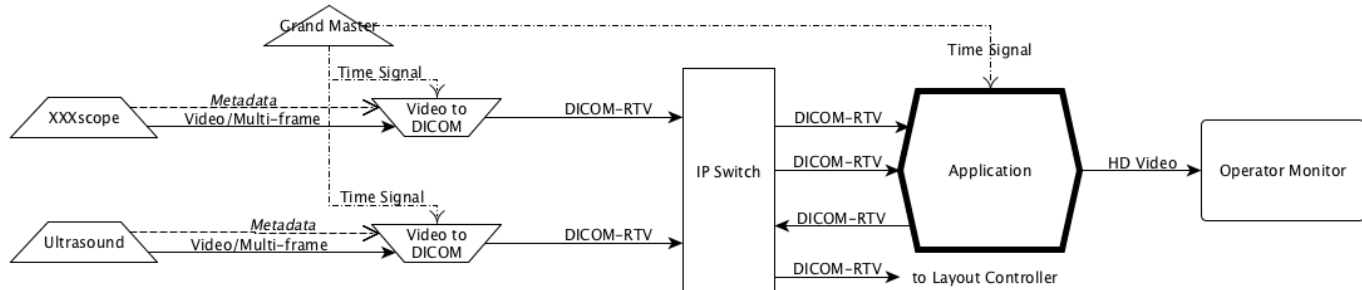 Grand Master
Time Signal
Time Signal
Metadata
Video/Multi-frame
XXXscope
Video to
DICOM
DICOM-RTV
IP Switch
DICOM-RTV
DICOM-RTV
Application
HD Video
Operator Monitor
Time Signal
Metadata
Video/Multi-frame
Ultrasound
Video to
DICOM
DICOM-RTV
DICOM-RTV
DICOM-RTV
to Layout Controller